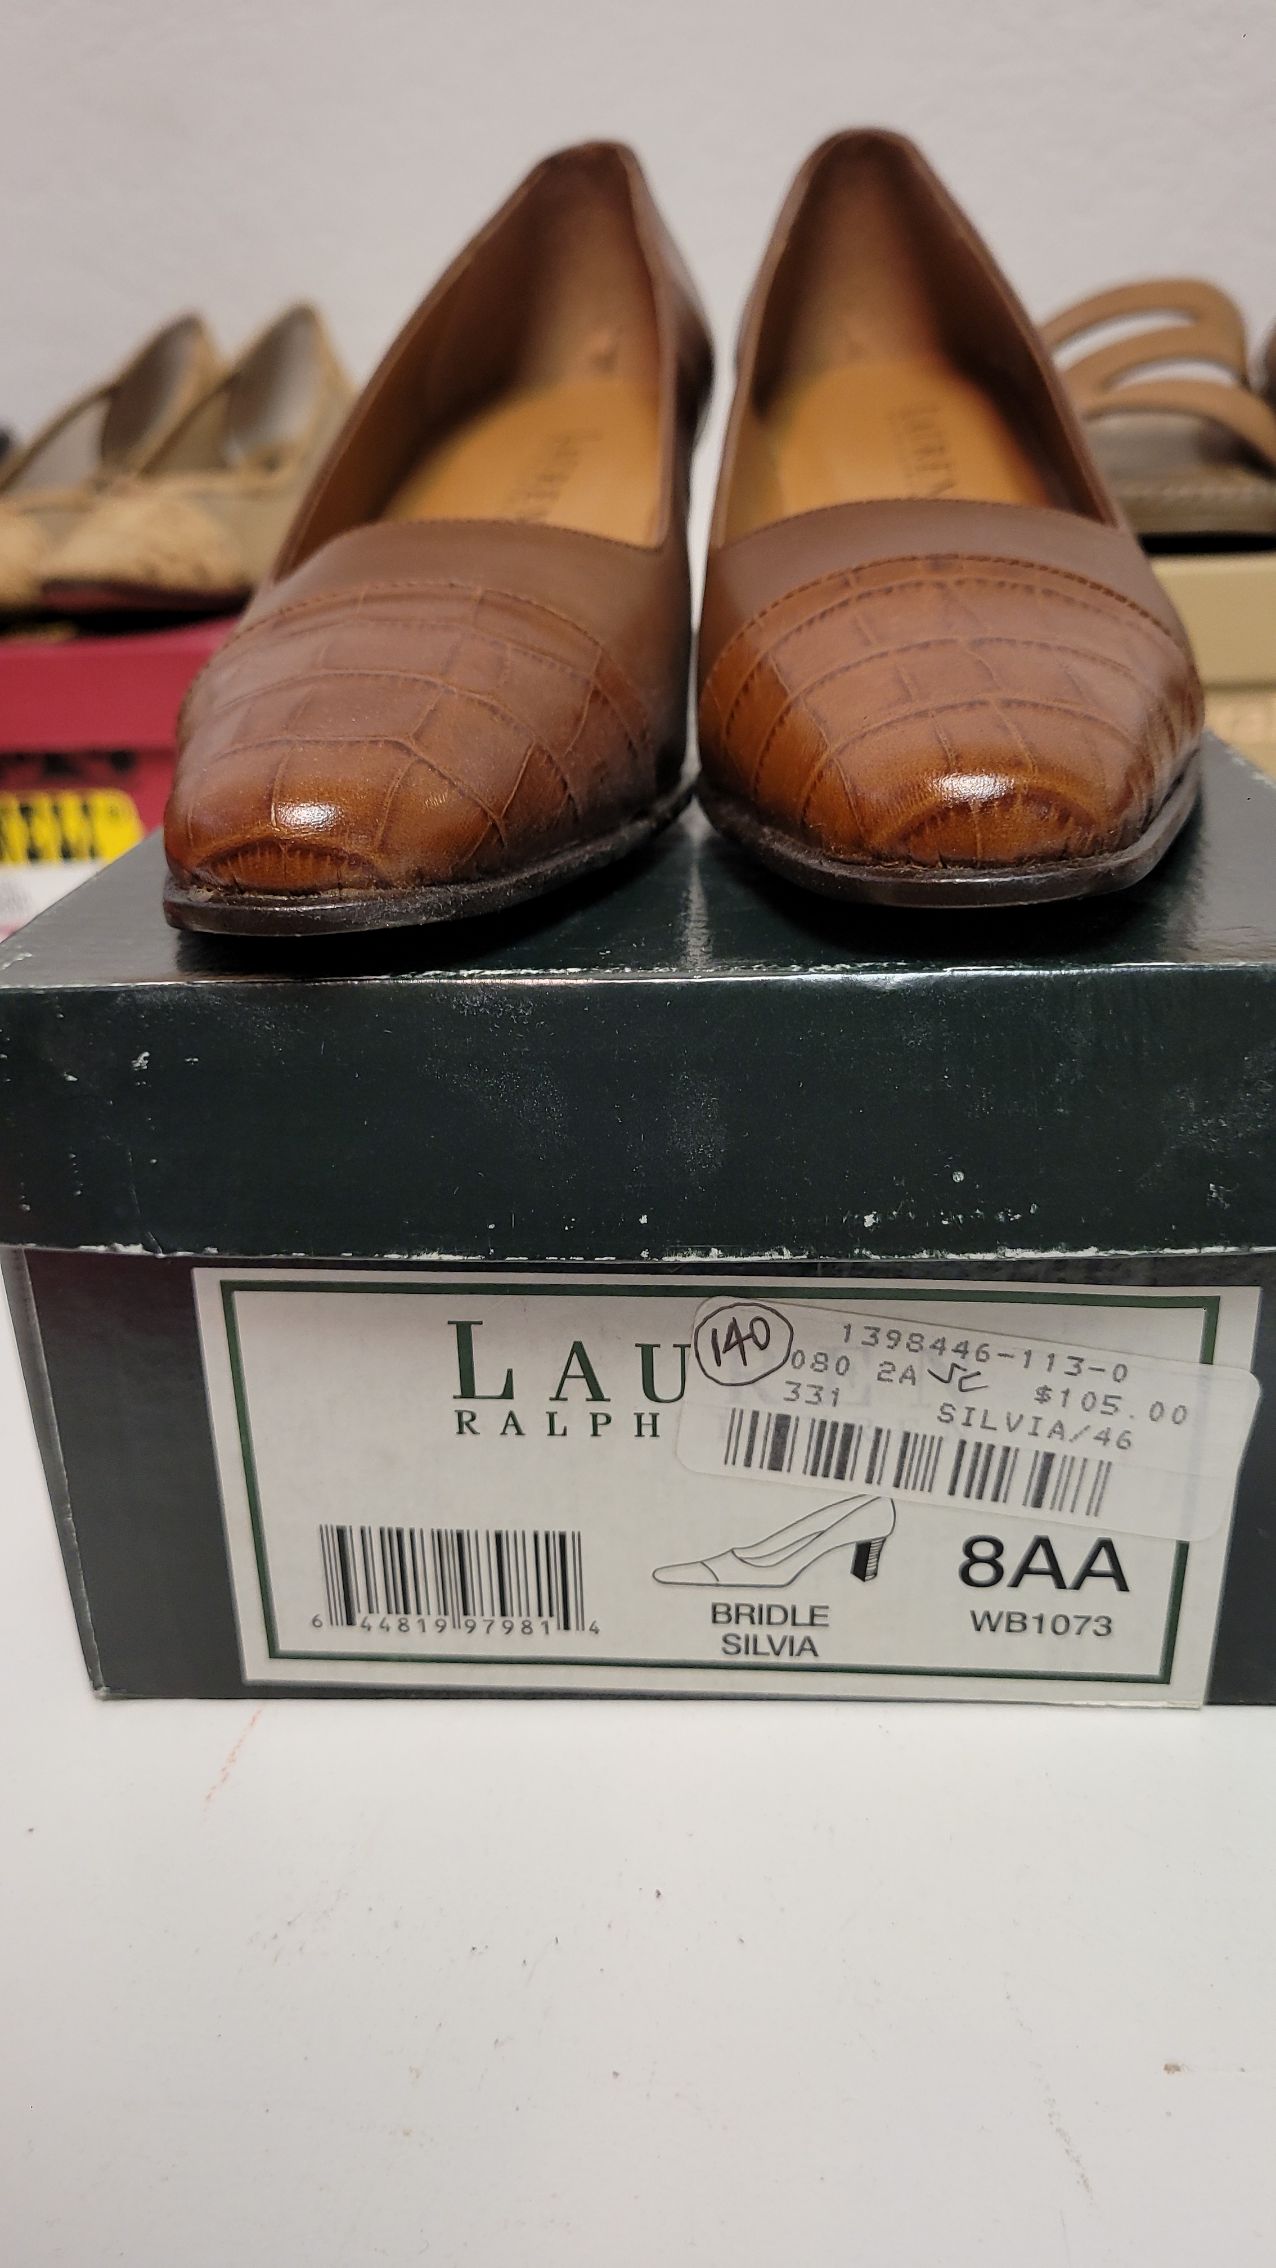 LAUREN
LAU
RALPH
140
1398446-113-0
080 2A
$105.00
331
SILVIA/46
6 44819 97981 4
BRIDLE
SILVIA
8AA
WB1073